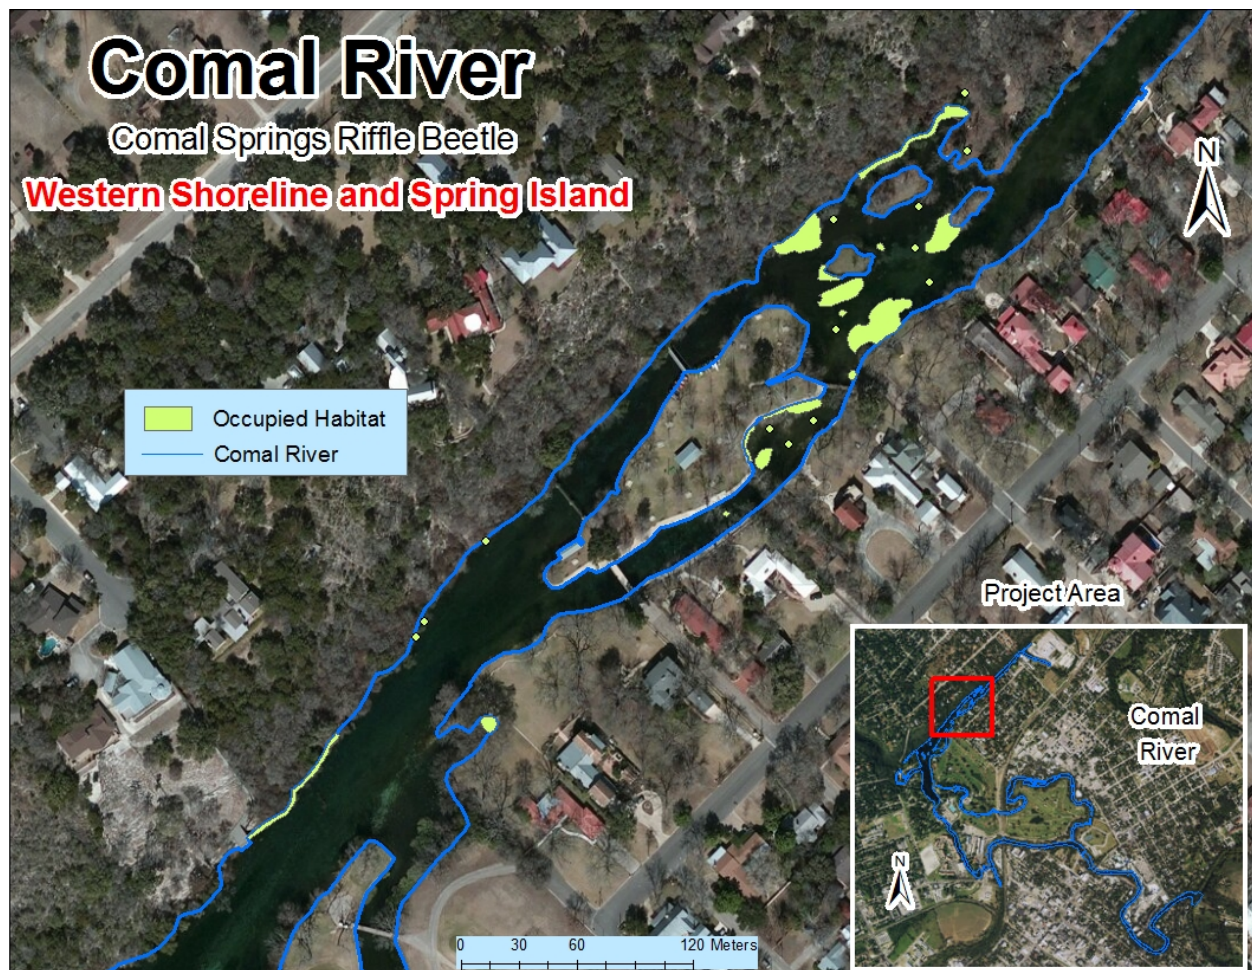 Comal River
Comal Springs Riffle Beetle
Western Shoreline and Spring Island
N
Occupied Habitat
Comal River
Project Area
Comal
River
N
0 30 60 120 Meters